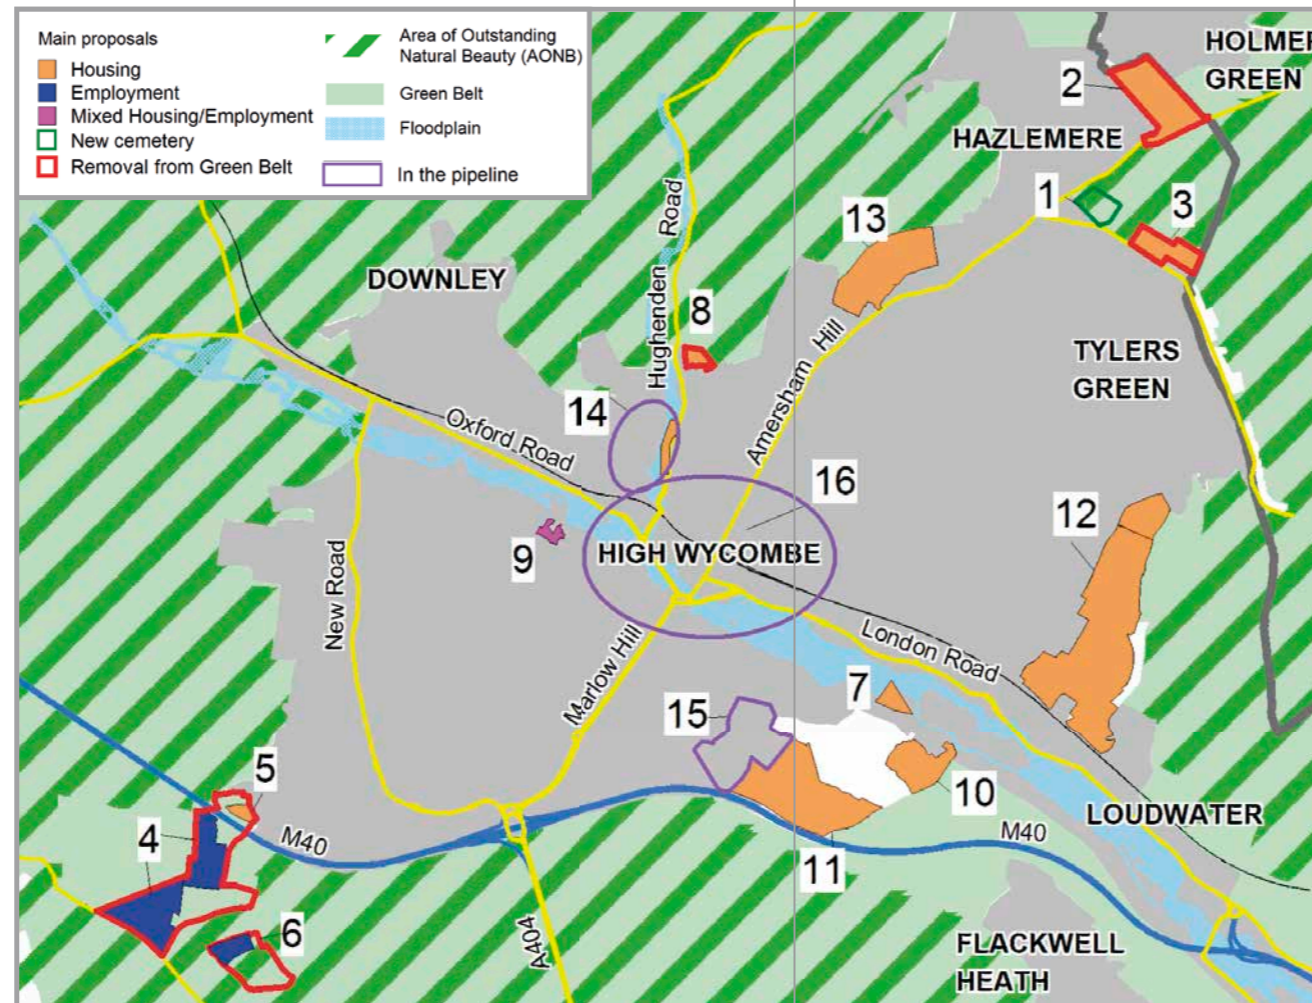 Main proposals
Housing
Employment
Mixed Housing/Employment
New cemetery
Removal from Green Belt
Area of Outstanding
Natural Beauty (AONB)
Green Belt
Floodplain
In the pipeline
HOLMER
GREEN
2
HAZLEMERE
1
3
13
Hughenden Road
DOWNLEY
8
Amersham Hill
TYLERS
GREEN
14
Oxford Road
16
12
HIGH WYCOMBE
9
New Road
Marlow Hill
London Road
7
15
5
10
LOUDWATER
4
M40
M40
11
6
A404
FLACKWELL
HEATH